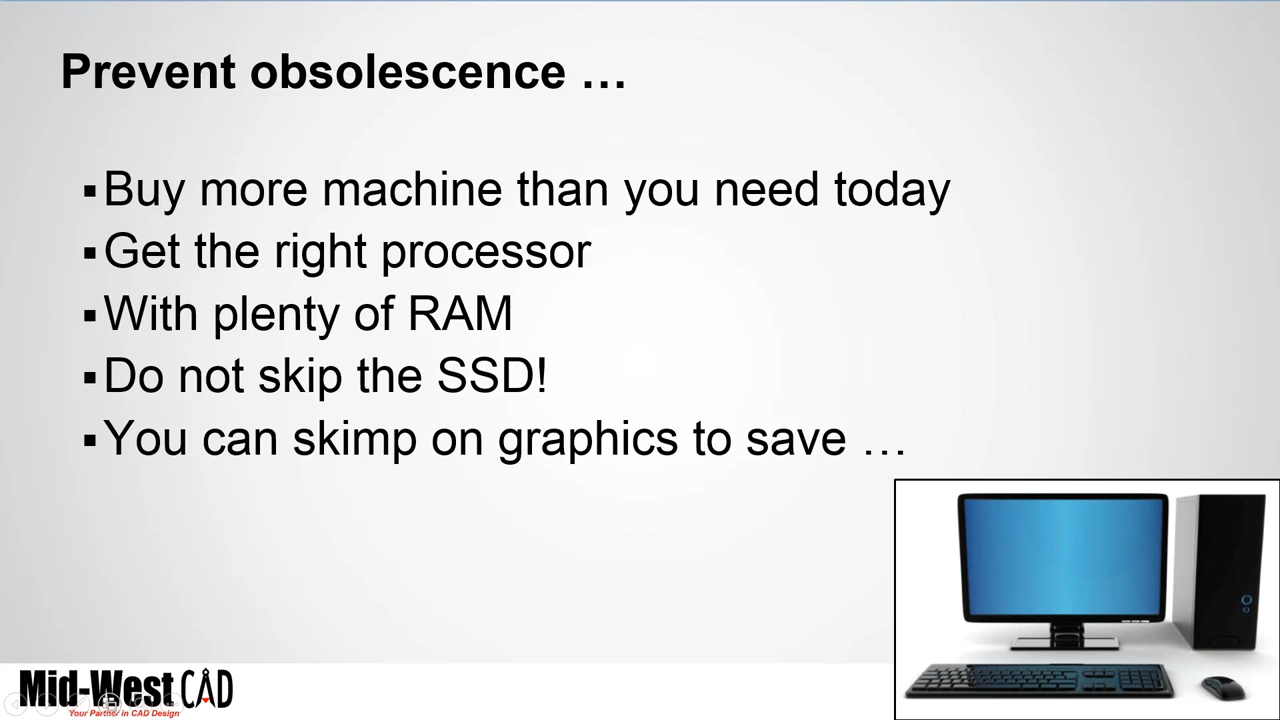 Prevent obsolescence …
▪Buy more machine than you need today
▪Get the right processor
▪With plenty of RAM
▪Do not skip the SSD!
▪You can skimp on graphics to save …
Mid-West CAD
Your Partner in CAD Design